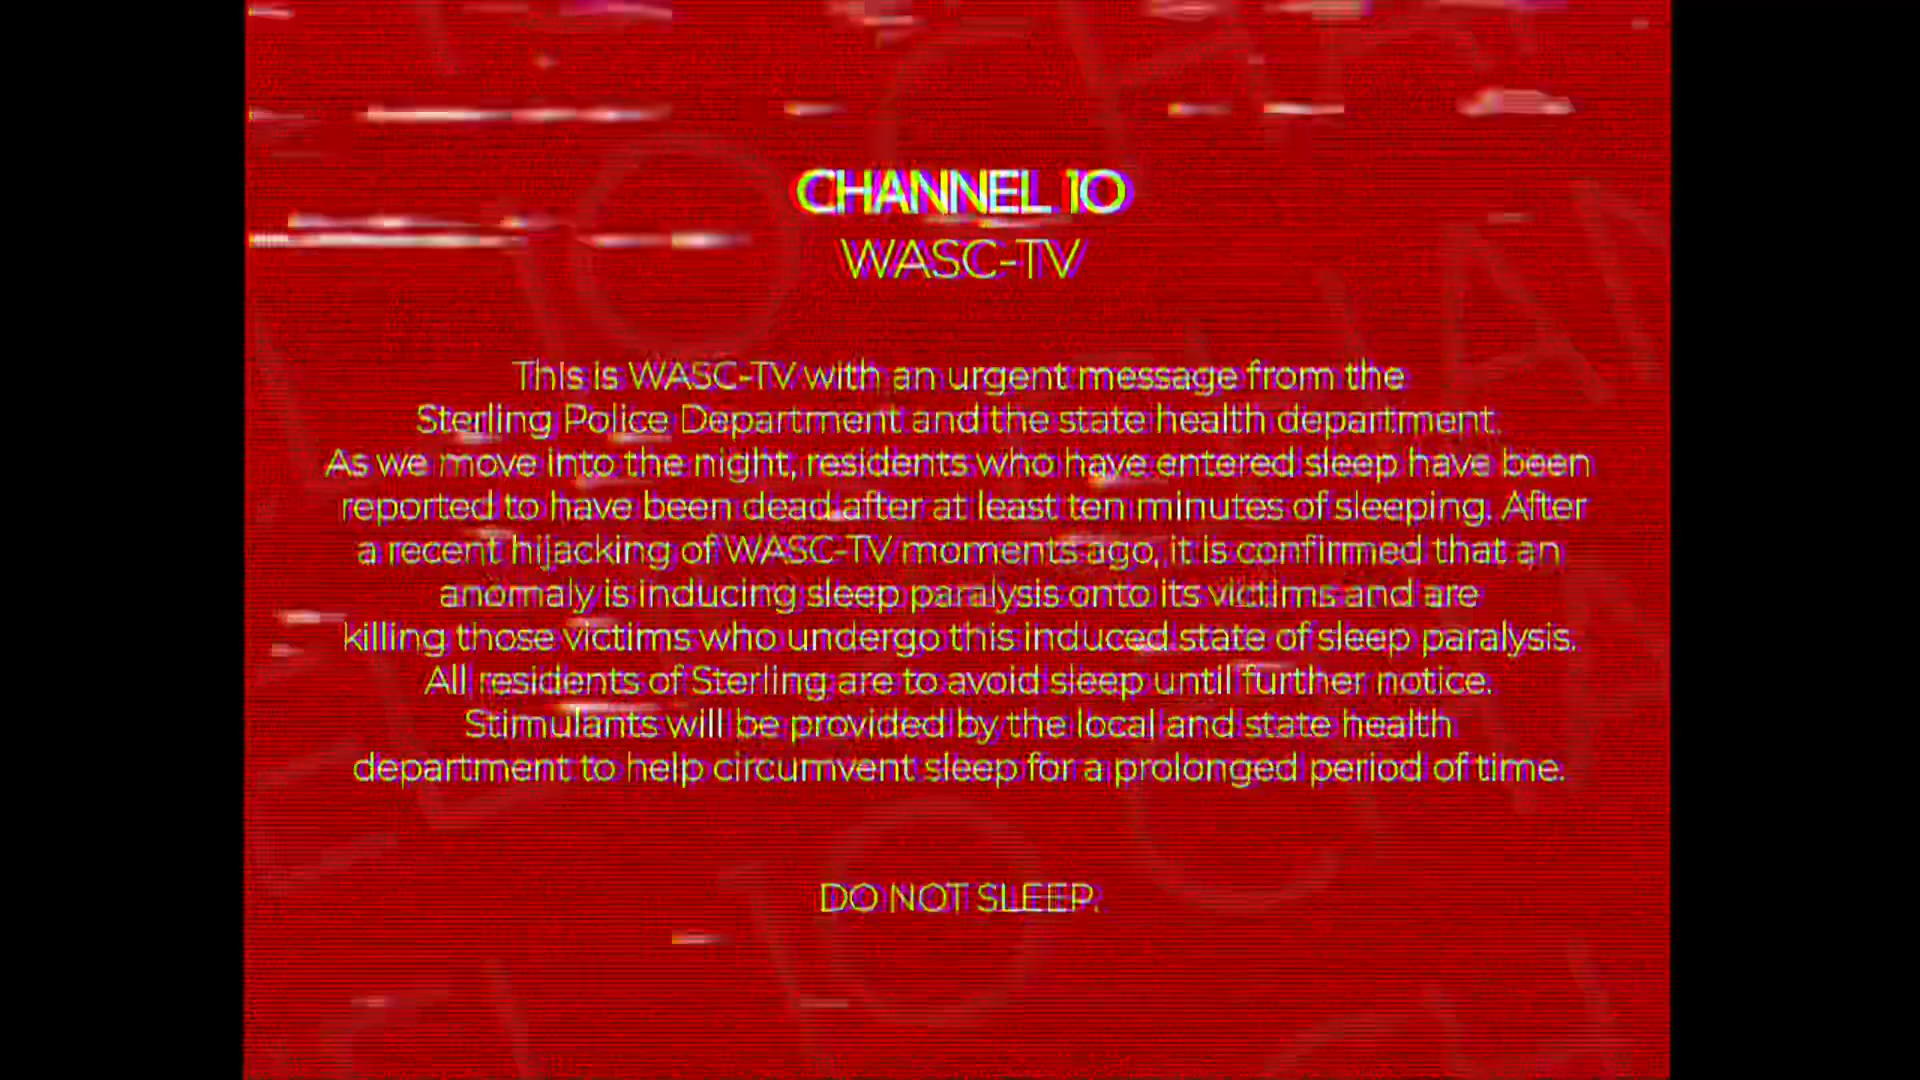 CHANNEL 10
WASC-TV
This is WASC-TV with an urgent message from the
Sterling Police Department and the state health department.
As we move into the night, residents who have entered sleep have been
reported to have been dead after at least ten minutes of sleeping. After
a recent hijacking of WASC-TV moments ago, it is confirmed that an
anomaly is inducing sleep paralysis onto its victims and are
killing those victims who undergo this induced state of sleep paralysis.
All residents of Sterling are to avoid sleep until further notice.
Stimulants will be provided by the local and state health
department to help circumvent sleep for a prolonged period of time.
DO NOT SLEEP.